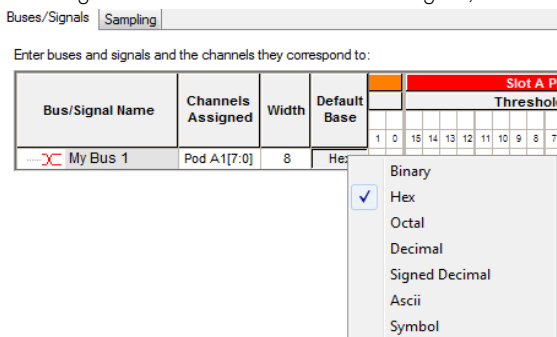 Buses/Signals Sampling
Enter buses and signals and the channels they correspond to:
Slot A P
Bus/Signal Name Channels Assigned Width Default Base Threshol
1 0 15 14 13 12 11 10 9 8 7
My Bus 1 Pod A1[7:0] 8 Hex
Binary
Hex
Octal
Decimal
Signed Decimal
Ascii
Symbol